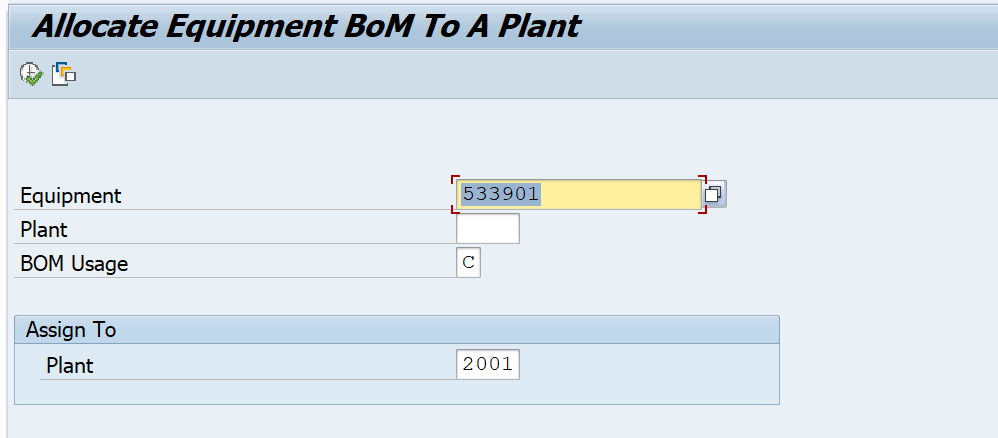 Allocate Equipment BoM To A Plant
Equipment 533901
Plant
BOM Usage C
Assign To
Plant 2001